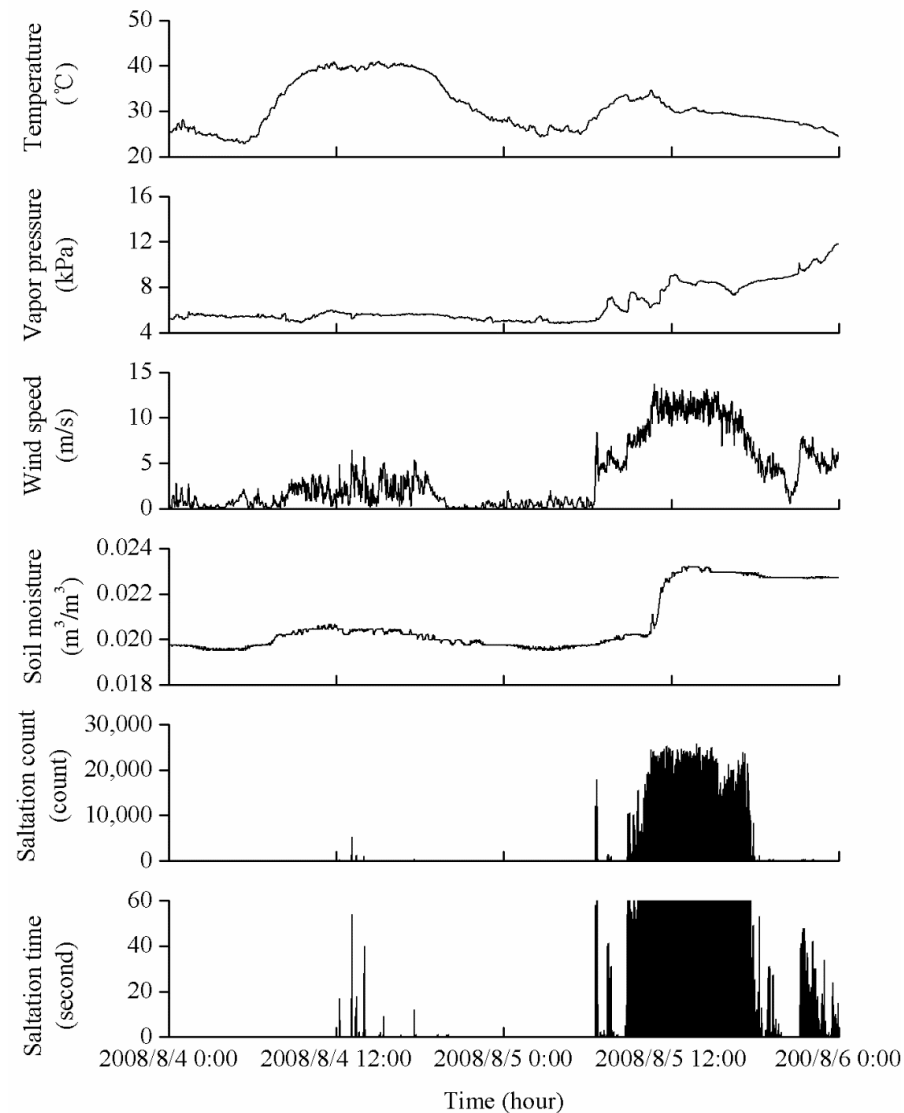 Temperature
(℃)
50
40
30
20
Vapor pressure
(kPa)
16
12
8
4
Wind speed
(m/s)
15
10
5
0
Soil moisture
(m³/m³)
0.024
0.022
0.020
0.018
Saltation count
(count)
30,000
20,000
10,000
0
Saltation time
(second)
60
40
20
0
2008/8/4 0:00 2008/8/4 12:00 2008/8/5 0:00 2008/8/5 12:00 200/8/6 0:00
Time (hour)